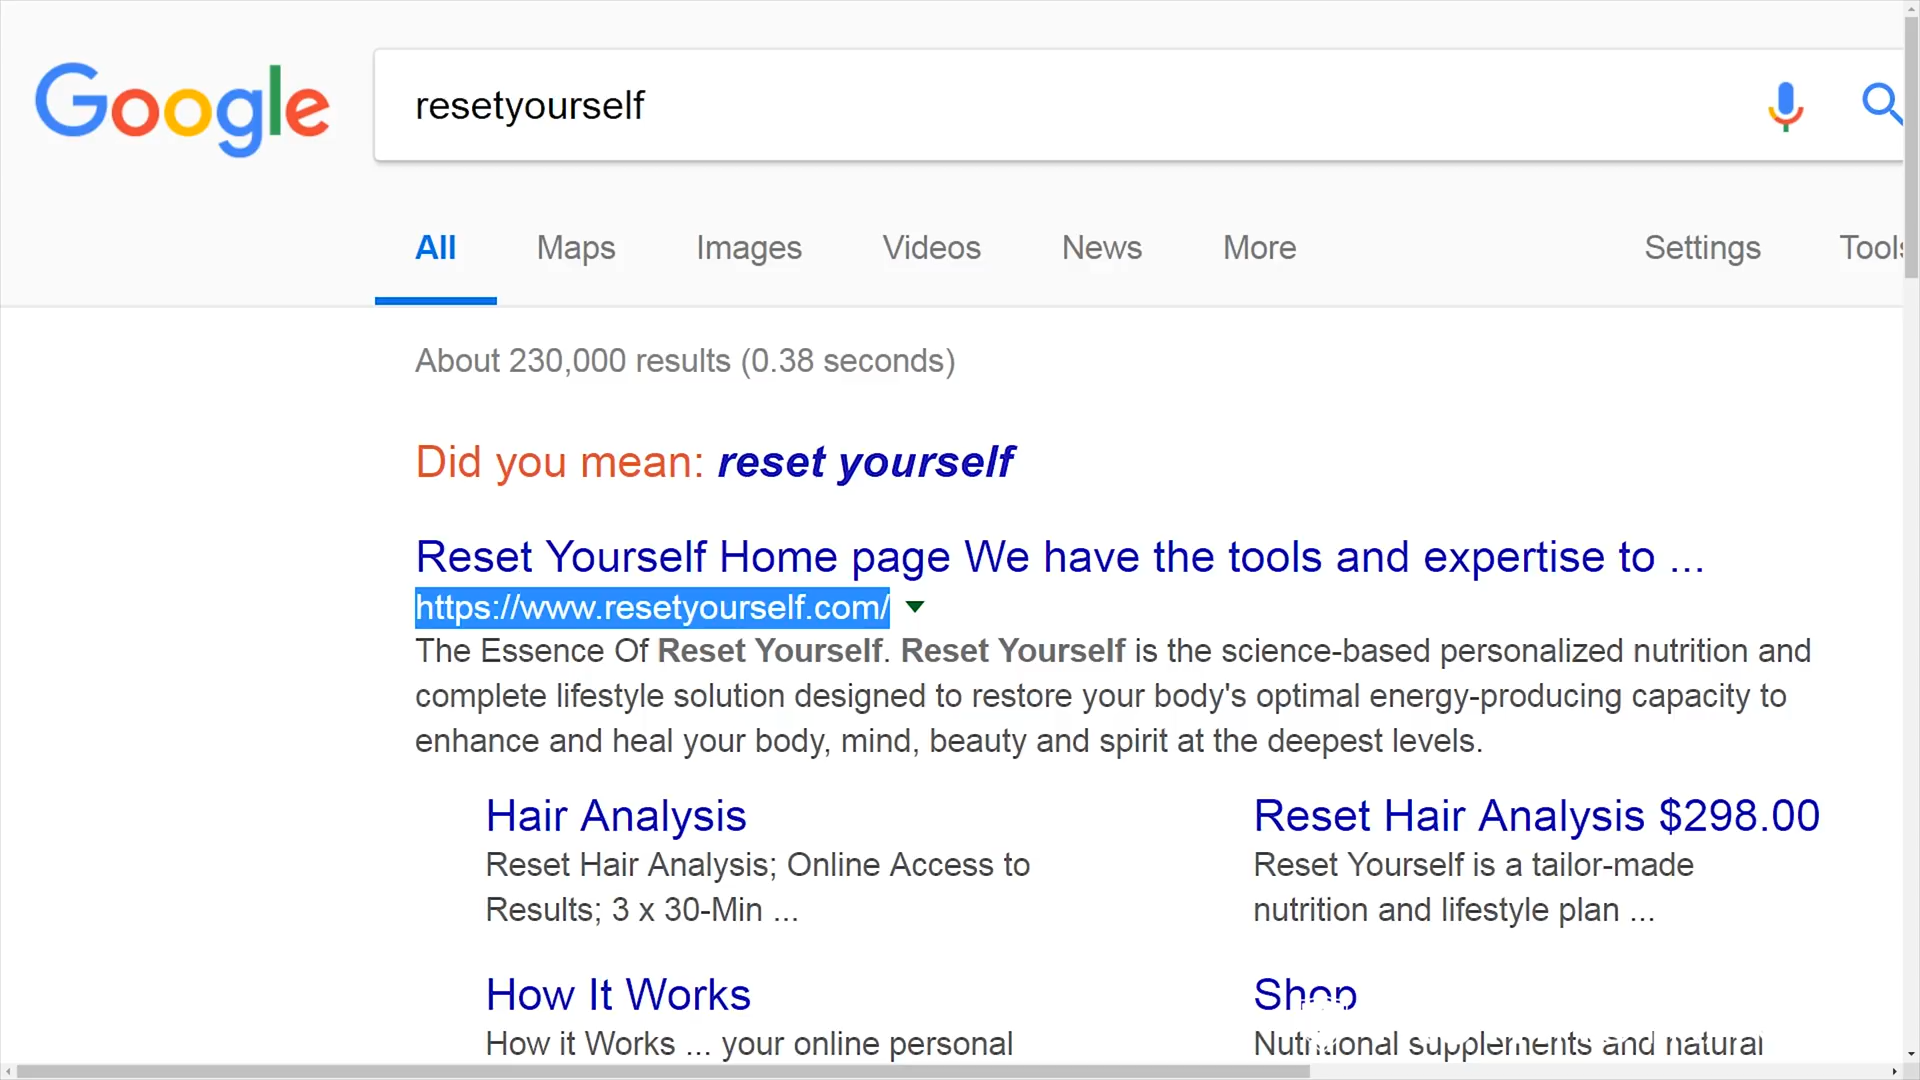 Google
resetyourself
All Maps Images Videos News More Settings Tools
About 230,000 results (0.38 seconds)
Did you mean: reset yourself
Reset Yourself Home page We have the tools and expertise to ...
https://www.resetyourself.com/
The Essence Of Reset Yourself. Reset Yourself is the science-based personalized nutrition and
complete lifestyle solution designed to restore your body's optimal energy-producing capacity to
enhance and heal your body, mind, beauty and spirit at the deepest levels.
Hair Analysis
Reset Hair Analysis; Online Access to
Results; 3 x 30-Min ...
Reset Hair Analysis $298.00
Reset Yourself is a tailor-made
nutrition and lifestyle plan ...
How It Works
How it Works ... your online personal
Shop
Nutritional supplements and natural